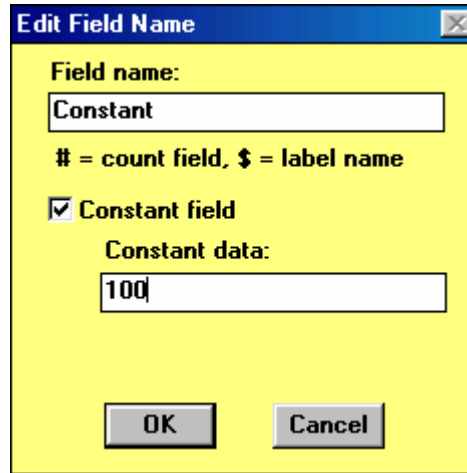 Edit Field Name
Field name:
Constant
# = count field, $ = label name
Constant field
Constant data:
100
OK Cancel